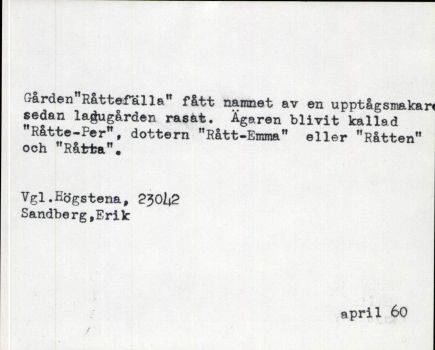 Gården"Råttefälla" fått namnet av en upptågsmakare
sedan ladugården rasat. Ägaren blivit kallad
"Råtte-Per", dottern "Rått-Emma" eller "Råtten"
och "Råtta".
Vgl.Högstena, 23042
Sandberg,Erik
april 60